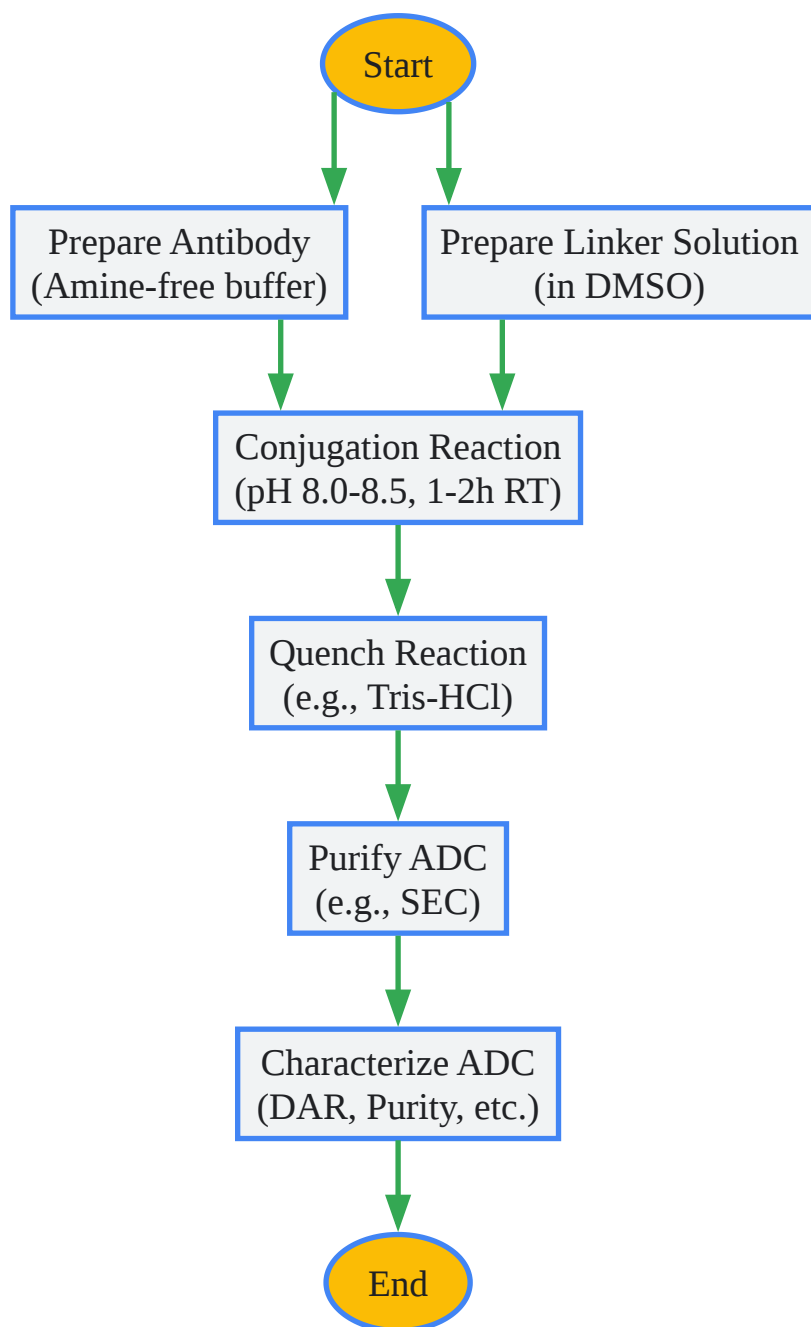 Start
Prepare Antibody
(Amine-free buffer)
Prepare Linker Solution
(in DMSO)
Conjugation Reaction
(pH 8.0-8.5, 1-2h RT)
Quench Reaction
(e.g., Tris-HCl)
Purify ADC
(e.g., SEC)
Characterize ADC
(DAR, Purity, etc.)
End